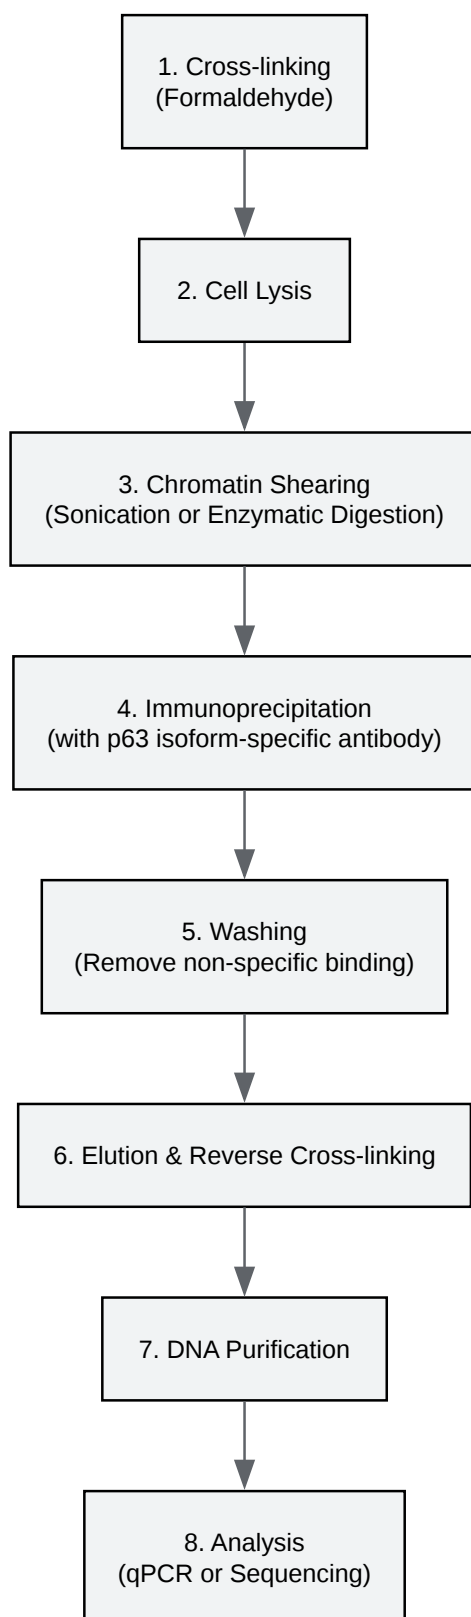 1. Cross-linking
(Formaldehyde)
2. Cell Lysis
3. Chromatin Shearing
(Sonication or Enzymatic Digestion)
4. Immunoprecipitation
(with p63 isoform-specific antibody)
5. Washing
(Remove non-specific binding)
6. Elution & Reverse Cross-linking
7. DNA Purification
8. Analysis
(qPCR or Sequencing)